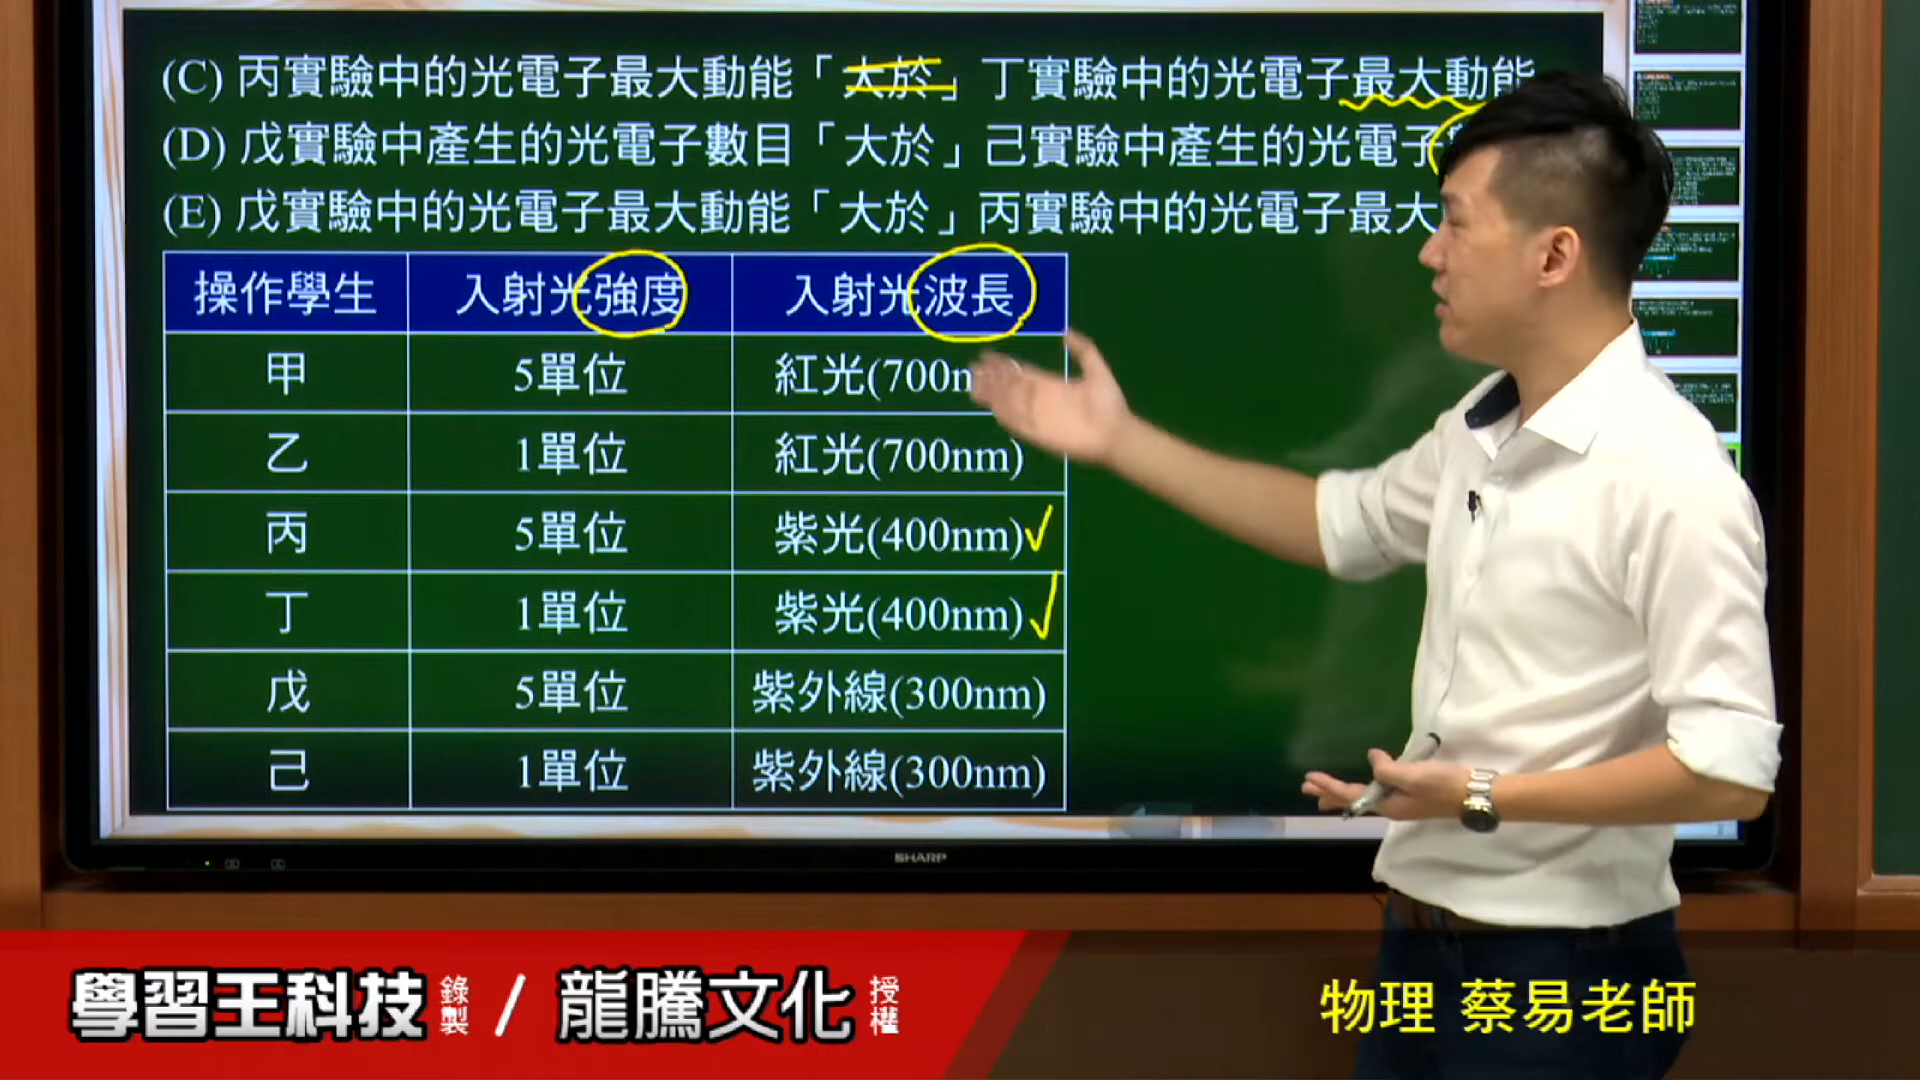 (C) 丙實驗中的光電子最大動能「大於」丁實驗中的光電子最大動能
(D) 戊實驗中產生的光電子數目「大於」己實驗中產生的光電子
(E) 戊實驗中的光電子最大動能「大於」丙實驗中的光電子最大
操作學生 入射光強度 入射光波長
甲 5單位 紅光(700n
乙 1單位 紅光(700nm)
丙 5單位 紫光(400nm)
丁 1單位 紫光(400nm)
戊 5單位 紫外線(300nm)
己 1單位 紫外線(300nm)
SHARP
學習王科技 錄製 / 龍騰文化 授權
物理 蔡易老師